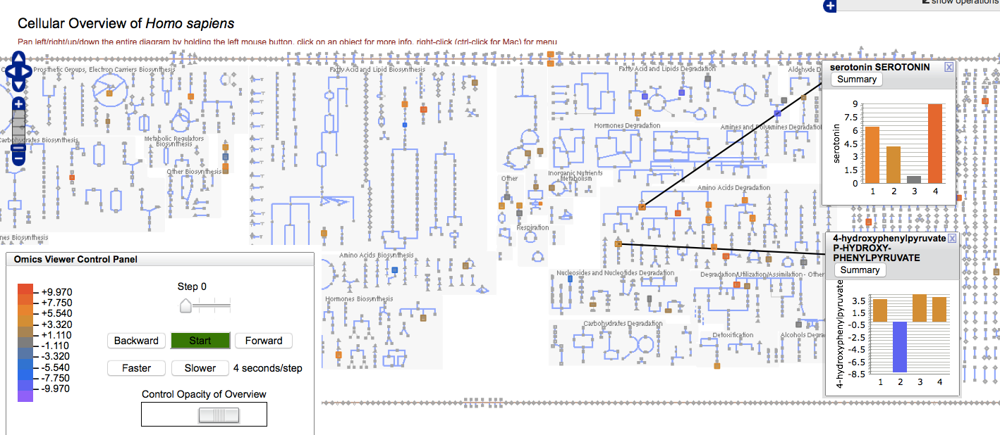 show operations
Cellular Overview of Homo sapiens
Pan left/right/up/down the entire diagram by holding the left mouse button, click on an object for more info, right-click (ctrl-click for Mac) for menu
Prosthetic Groups, Electron Carriers Biosynthesis
Fatty Acid and Lipid Biosynthesis
Fatty Acid and Lipids Degradation
Aldehyde D
Carbohydrates Biosynthesis
Metabolic Regulators
Biosynthesis
Other Biosynthesis
nes Biosynthesis
Hormones Degradation
Amines and Polyamines Degradation
Inorganic Nutrients
Metabolism
Other
Respiration
Amino Acids Degradation
Amino Acids Biosynthesis
Hormones Biosynthesis
Nucleosides and Nucleotides Degradation
Degradation/Utilization/Assimilation - Other
Carbohydrates Degradation
Detoxification
Alcohols Degra
serotonin SEROTONIN
X
Summary
serotonin
9
7.5
6
4.5
3
1.5
0
1 2 3 4
4-hydroxyphenylpyruvate
X
P-HYDROXY-
PHENYLPYRUVATE
Summary
4-hydroxyphenylpyruvate
3.5
1.5
-0.5
-2.5
-4.5
-6.5
-8.5
1 2 3 4
Omics Viewer Control Panel
+9.970
+7.750
+5.540
+3.320
+1.110
-1.110
-3.320
-5.540
-7.750
-9.970
Step 0
Backward Start Forward
Faster Slower 4 seconds/step
Control Opacity of Overview